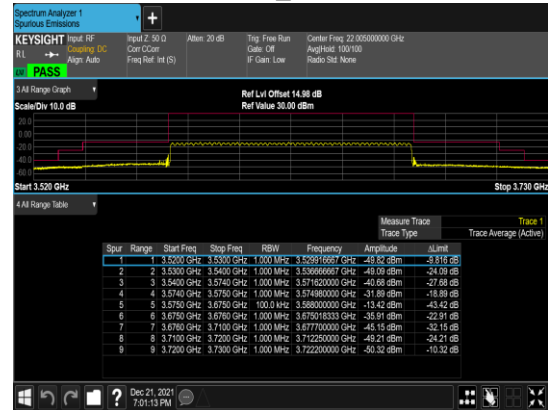 Spectrum Analyzer 1
Spurious Emissions
+
KEYSIGHT Input: RF Input Z: 50 Ω Atten: 20 dB Trig: Free Run Center Freq: 22.005000000 GHz
RL Coupling: DC Corr CCorr Gate: Off Avg|Hold: 100/100
Align: Auto Freq Ref: Int (S) IF Gain: Low Radio Std: None
PASS
3 All Range Graph Ref Lvl Offset 14.98 dB
Scale/Div 10.0 dB Ref Value 30.00 dBm
20.0
0.00
-20.0
-40.0
-60.0
Start 3.520 GHz Stop 3.730 GHz
4 All Range Table
Measure Trace Trace 1
Trace Type Trace Average (Active)
Spur Range Start Freq Stop Freq RBW Frequency Amplitude ΔLimit
1 1 3.5200 GHz 3.5300 GHz 1.000 MHz 3.529916667 GHz -49.82 dBm -9.816 dB
2 2 3.5300 GHz 3.5400 GHz 1.000 MHz 3.536666667 GHz -49.09 dBm -24.09 dB
3 3 3.5400 GHz 3.5740 GHz 1.000 MHz 3.571620000 GHz -40.68 dBm -27.68 dB
4 4 3.5740 GHz 3.5750 GHz 1.000 MHz 3.574980000 GHz -31.89 dBm -18.89 dB
5 5 3.5750 GHz 3.6750 GHz 100.0 kHz 3.588000000 GHz -13.42 dBm -43.42 dB
6 6 3.6750 GHz 3.6760 GHz 1.000 MHz 3.675018333 GHz -35.91 dBm -22.91 dB
7 7 3.6760 GHz 3.7100 GHz 1.000 MHz 3.677700000 GHz -45.15 dBm -32.15 dB
8 8 3.7100 GHz 3.7200 GHz 1.000 MHz 3.712250000 GHz -49.21 dBm -24.21 dB
9 9 3.7200 GHz 3.7300 GHz 1.000 MHz 3.722200000 GHz -50.32 dBm -10.32 dB
? Dec 21, 2021
7:01:13 PM